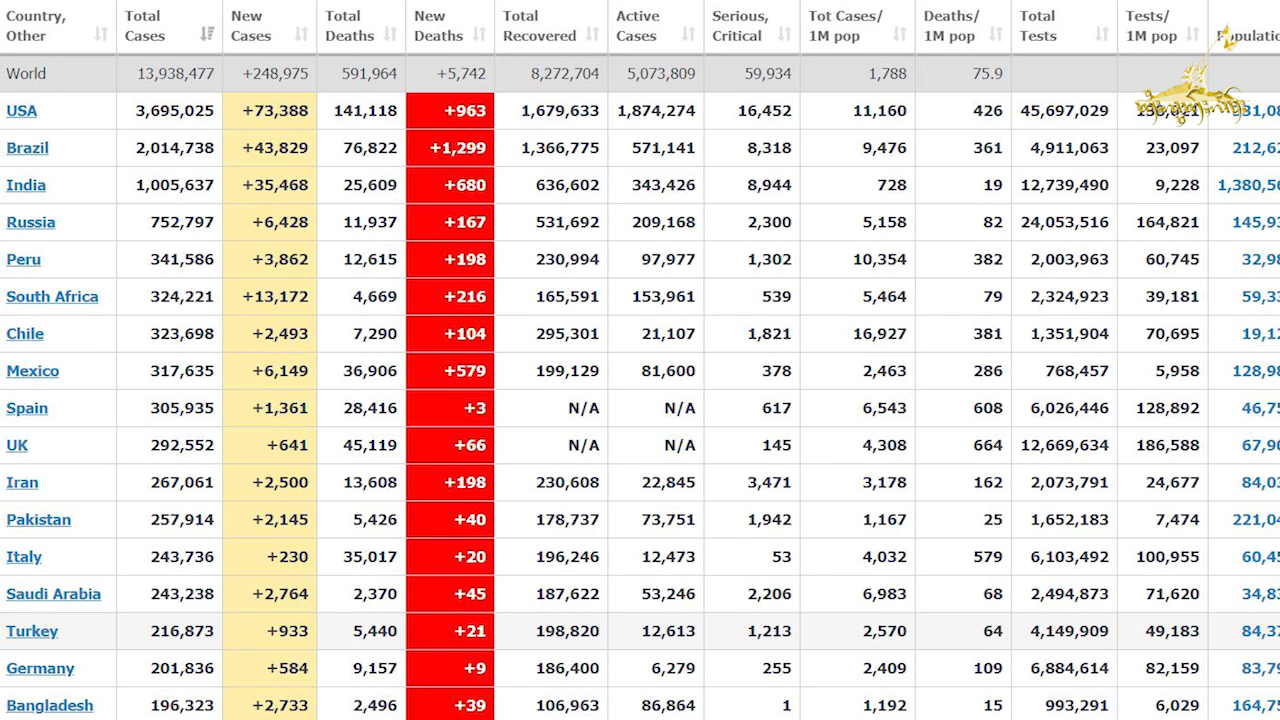 Country, Other Total Cases New Cases Total Deaths New Deaths Total Recovered Active Cases Serious, Critical Tot Cases/ 1M pop Deaths/ 1M pop Total Tests Tests/ 1M pop
World 13,938,477 +248,975 591,964 +5,742 8,272,704 5,073,809 59,934 1,788 75.9
USA 3,695,025 +73,388 141,118 +963 1,679,633 1,874,274 16,452 11,160 426 45,697,029
Brazil 2,014,738 +43,829 76,822 +1,299 1,366,775 571,141 8,318 9,476 361 4,911,063 23,097 212,62
India 1,005,637 +35,468 25,609 +680 636,602 343,426 8,944 728 19 12,739,490 9,228 1,380,50
Russia 752,797 +6,428 11,937 +167 531,692 209,168 2,300 5,158 82 24,053,516 164,821 145,93
Peru 341,586 +3,862 12,615 +198 230,994 97,977 1,302 10,354 382 2,003,963 60,745 32,98
South Africa 324,221 +13,172 4,669 +216 165,591 153,961 539 5,464 79 2,324,923 39,181 59,33
Chile 323,698 +2,493 7,290 +104 295,301 21,107 1,821 16,927 381 1,351,904 70,695 19,12
Mexico 317,635 +6,149 36,906 +579 199,129 81,600 378 2,463 286 768,457 5,958 128,98
Spain 305,935 +1,361 28,416 +3 N/A N/A 617 6,543 608 6,026,446 128,892 46,75
UK 292,552 +641 45,119 +66 N/A N/A 145 4,308 664 12,669,634 186,588 67,90
Iran 267,061 +2,500 13,608 +198 230,608 22,845 3,471 3,178 162 2,073,791 24,677 84,03
Pakistan 257,914 +2,145 5,426 +40 178,737 73,751 1,942 1,167 25 1,652,183 7,474 221,04
Italy 243,736 +230 35,017 +20 196,246 12,473 53 4,032 579 6,103,492 100,955 60,45
Saudi Arabia 243,238 +2,764 2,370 +45 187,622 53,246 2,206 6,983 68 2,494,873 71,620 34,83
Turkey 216,873 +933 5,440 +21 198,820 12,613 1,213 2,570 64 4,149,909 49,183 84,37
Germany 201,836 +584 9,157 +9 186,400 6,279 255 2,409 109 6,884,614 82,159 83,79
Bangladesh 196,323 +2,733 2,496 +39 106,963 86,864 1 1,192 15 993,291 6,029 164,75